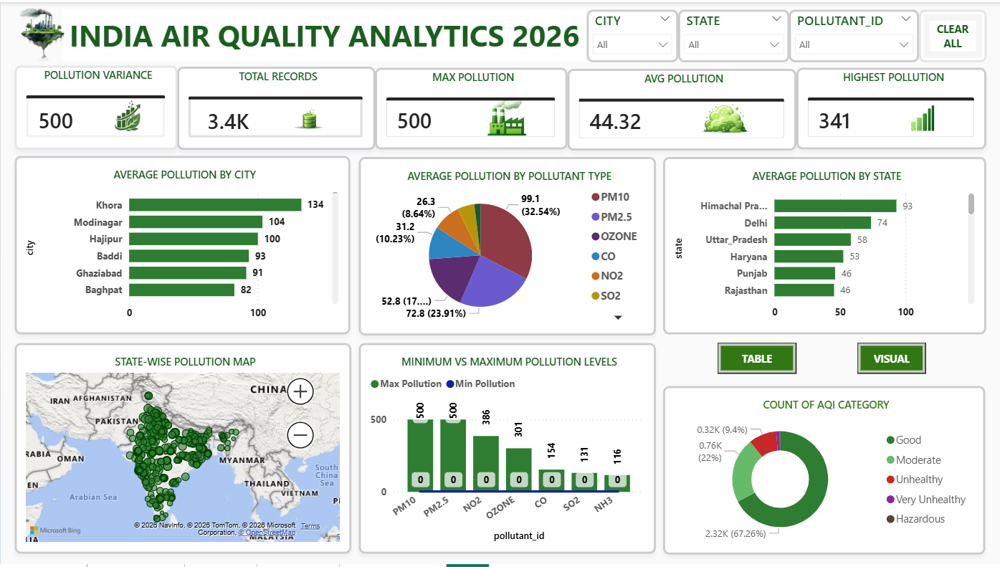 INDIA AIR QUALITY ANALYTICS 2026
CITY
All
STATE
All
POLLUTANT_ID
All
CLEAR
ALL
POLLUTION VARIANCE
500
TOTAL RECORDS
3.4K
MAX POLLUTION
500
AVG POLLUTION
44.32
HIGHEST POLLUTION
341
AVERAGE POLLUTION BY CITY
city
Khora 134
Modinagar 104
Hajipur 100
Baddi 93
Ghaziabad 91
Baghpat 82
0 100
AVERAGE POLLUTION BY POLLUTANT TYPE
99.1
(32.54%)
26.3
(8.64%)
31.2
(10.23%)
52.8 (17....)
72.8 (23.91%)
PM10
PM2.5
OZONE
CO
NO2
SO2
AVERAGE POLLUTION BY STATE
state
Himachal Pra... 93
Delhi 74
Uttar_Pradesh 58
Haryana 53
Punjab 46
Rajasthan 46
0 50 100
STATE-WISE POLLUTION MAP
CHINA
IRAN
AFGHANISTAN
PAKISTAN
ARABIA
OMAN
MYANMAR
THAILAND
VIETNAM
South
China
Sea
Arabian Sea
EN
P
LIA
MALAYSIA
Microsoft Bing
© 2026 NavInfo, © 2026 TomTom, © 2026 Microsoft
Corporation, © OpenStreetMap
Terms
MINIMUM VS MAXIMUM POLLUTION LEVELS
Max Pollution Min Pollution
500
0
500 500 386 301 154 131 116
0 0 0 0 0 0 0
PM10 PM2.5 NO2 OZONE CO SO2 NH3
pollutant_id
TABLE
VISUAL
COUNT OF AQI CATEGORY
0.32K (9.4%)
0.76K
(22%)
2.32K (67.26%)
Good
Moderate
Unhealthy
Very Unhealthy
Hazardous